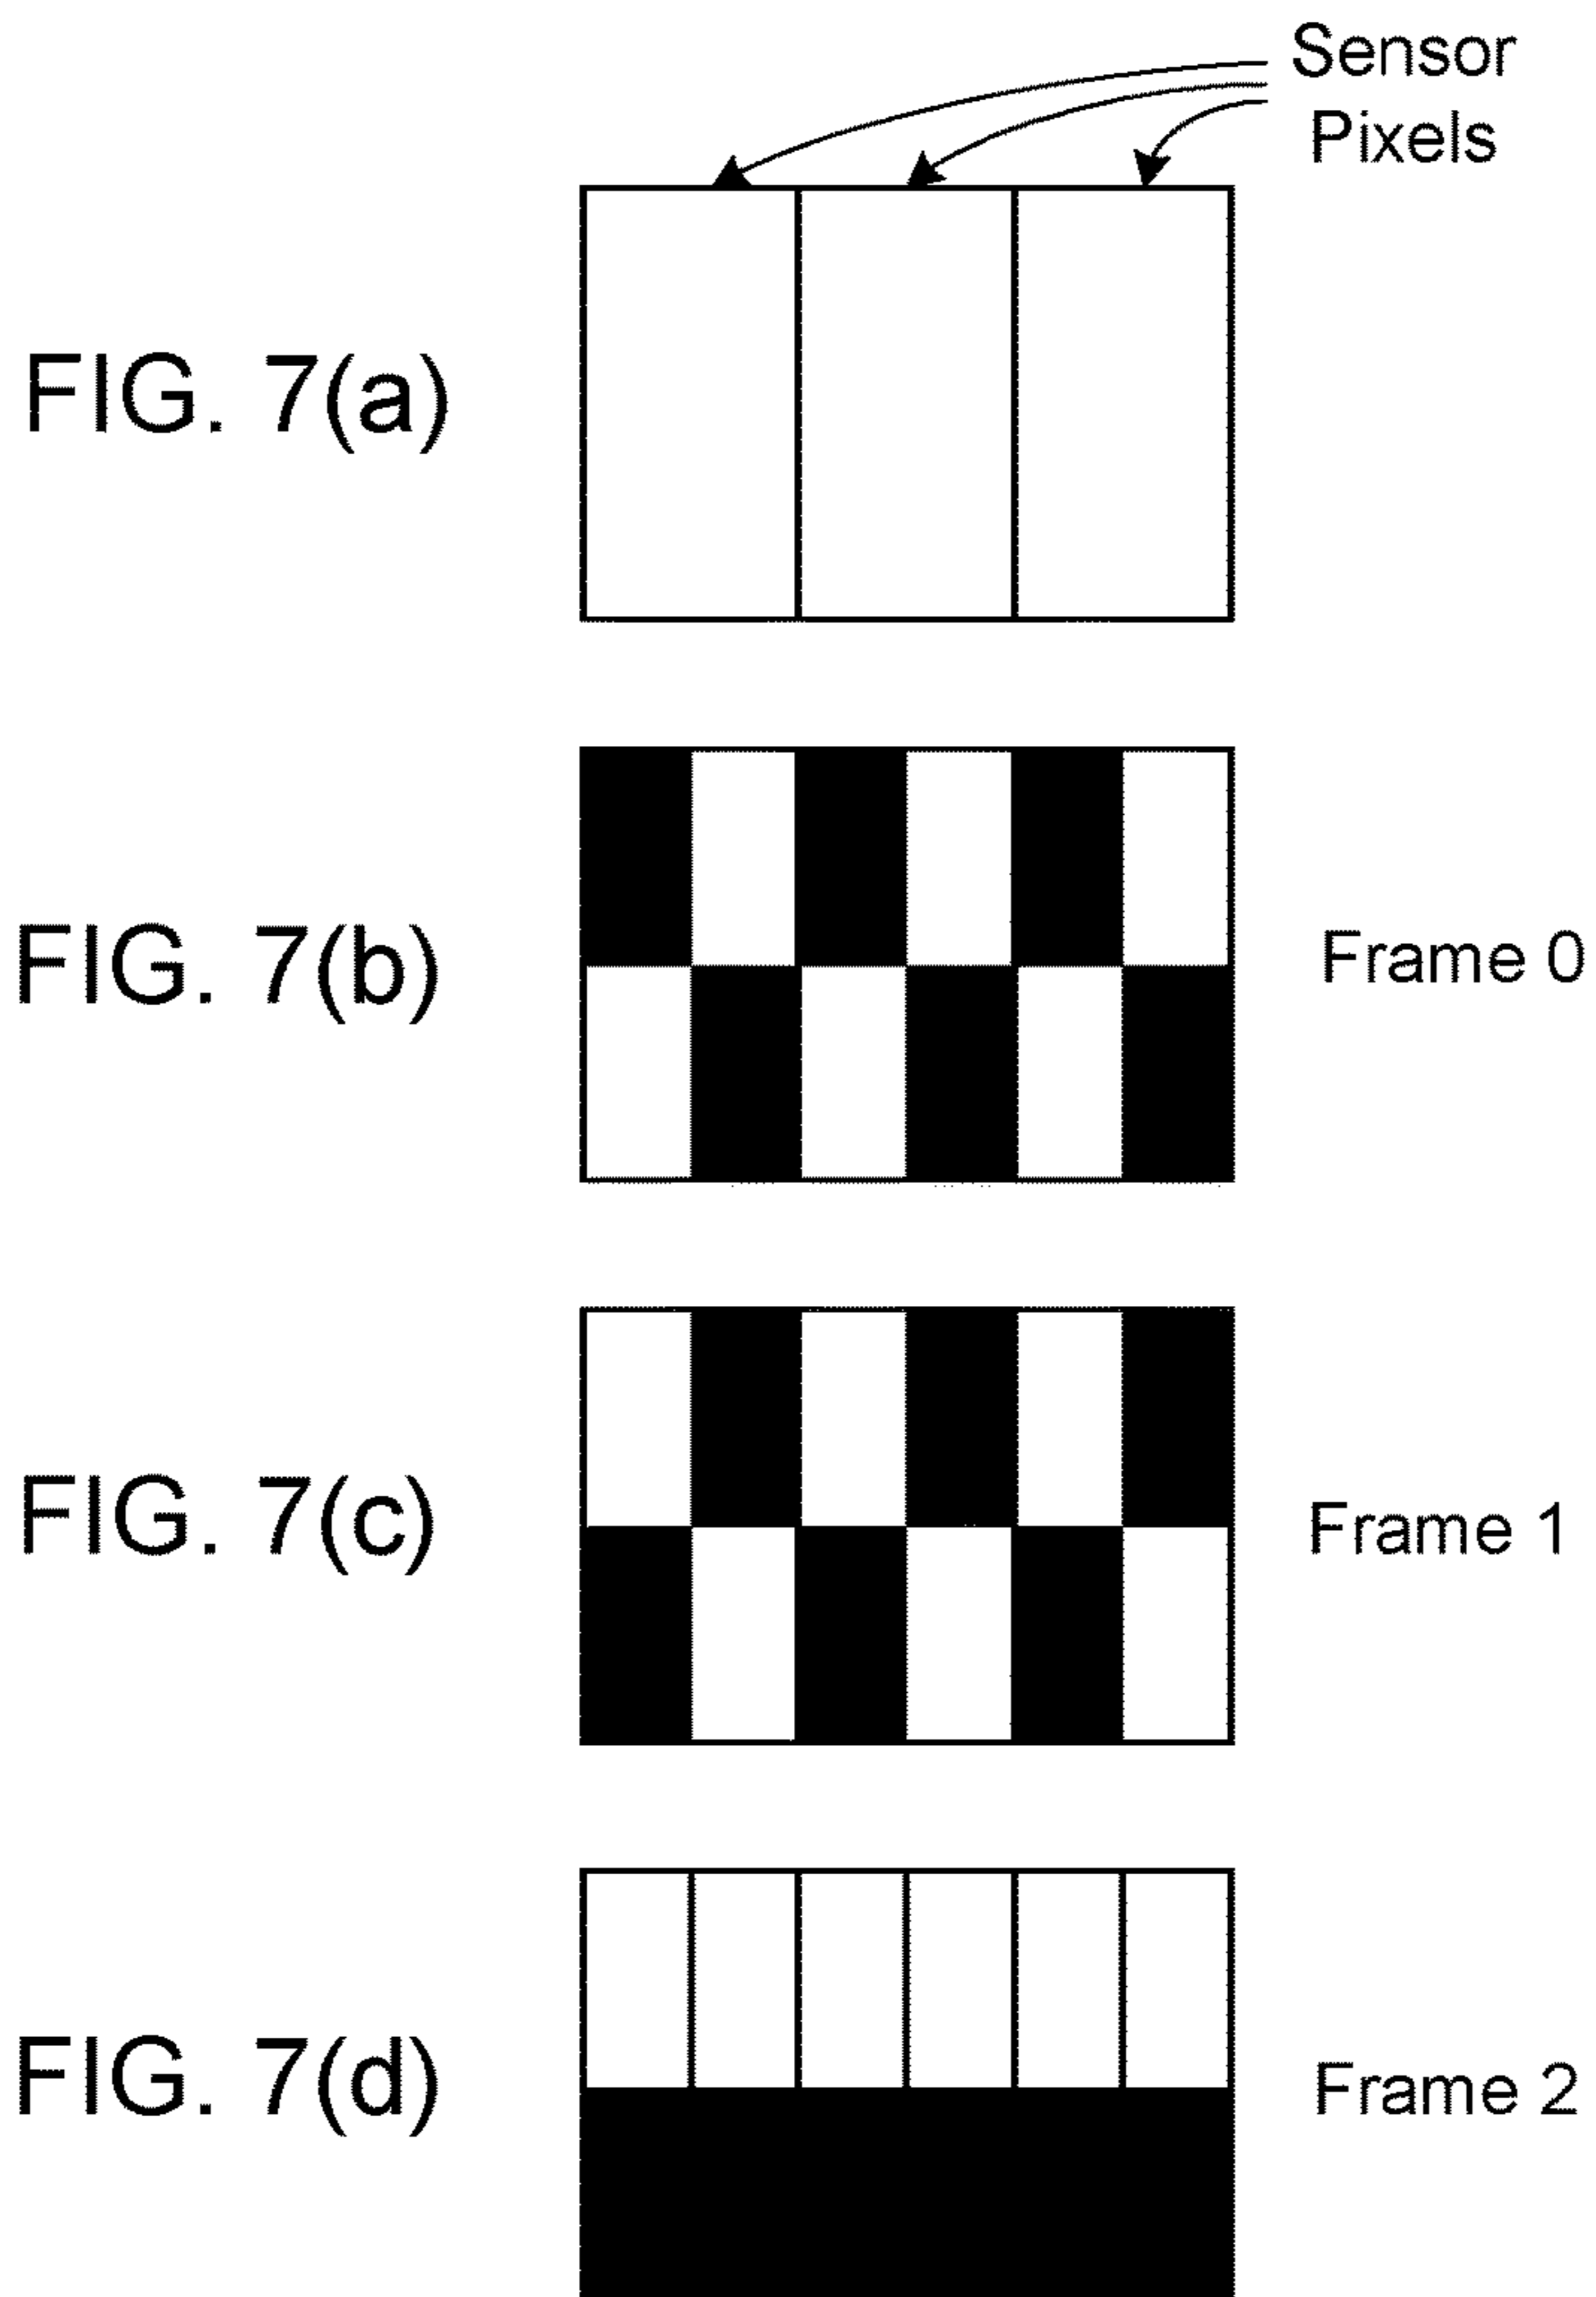 Sensor
Pixels
FIG. 7(a)
FIG. 7(b)
Frame 0
FIG. 7(c)
Frame 1
FIG. 7(d)
Frame 2